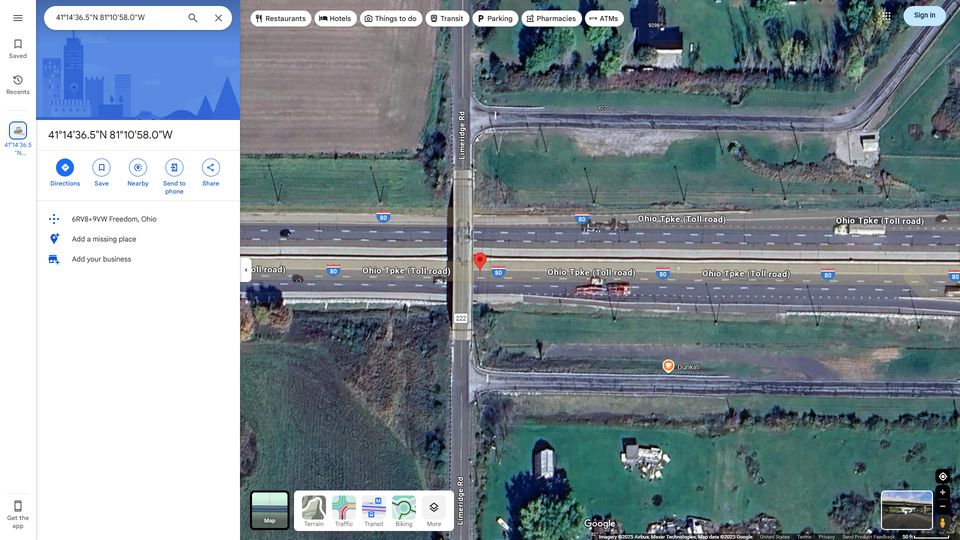 41°14'36.5"N 81°10'58.0"W
Restaurants
Hotels
Things to do
Transit
Parking
Pharmacies
ATMs
Sign in
Saved
Recents
41°14'36.5
"N...
41°14'36.5"N 81°10'58.0"W
Directions
Save
Nearby
Send to
phone
Share
6RV8+9VW Freedom, Ohio
Add a missing place
Add your business
Get the
app
Limeridge Rd
80
80
Ohio Tpke (Toll road)
Ohio Tpke (Toll road)
oll road)
80
Ohio Tpke (Toll road)
80
Ohio Tpke (Toll road)
80
Ohio Tpke (Toll road)
80
80
222
Dunkin
Limeridge Rd
Map
Terrain
Traffic
Transit
Biking
More
Google
Imagery ©2025 Airbus, Maxar Technologies, Map data ©2025 Google
United States
Terms
Privacy
Send Product Feedback
50 ft